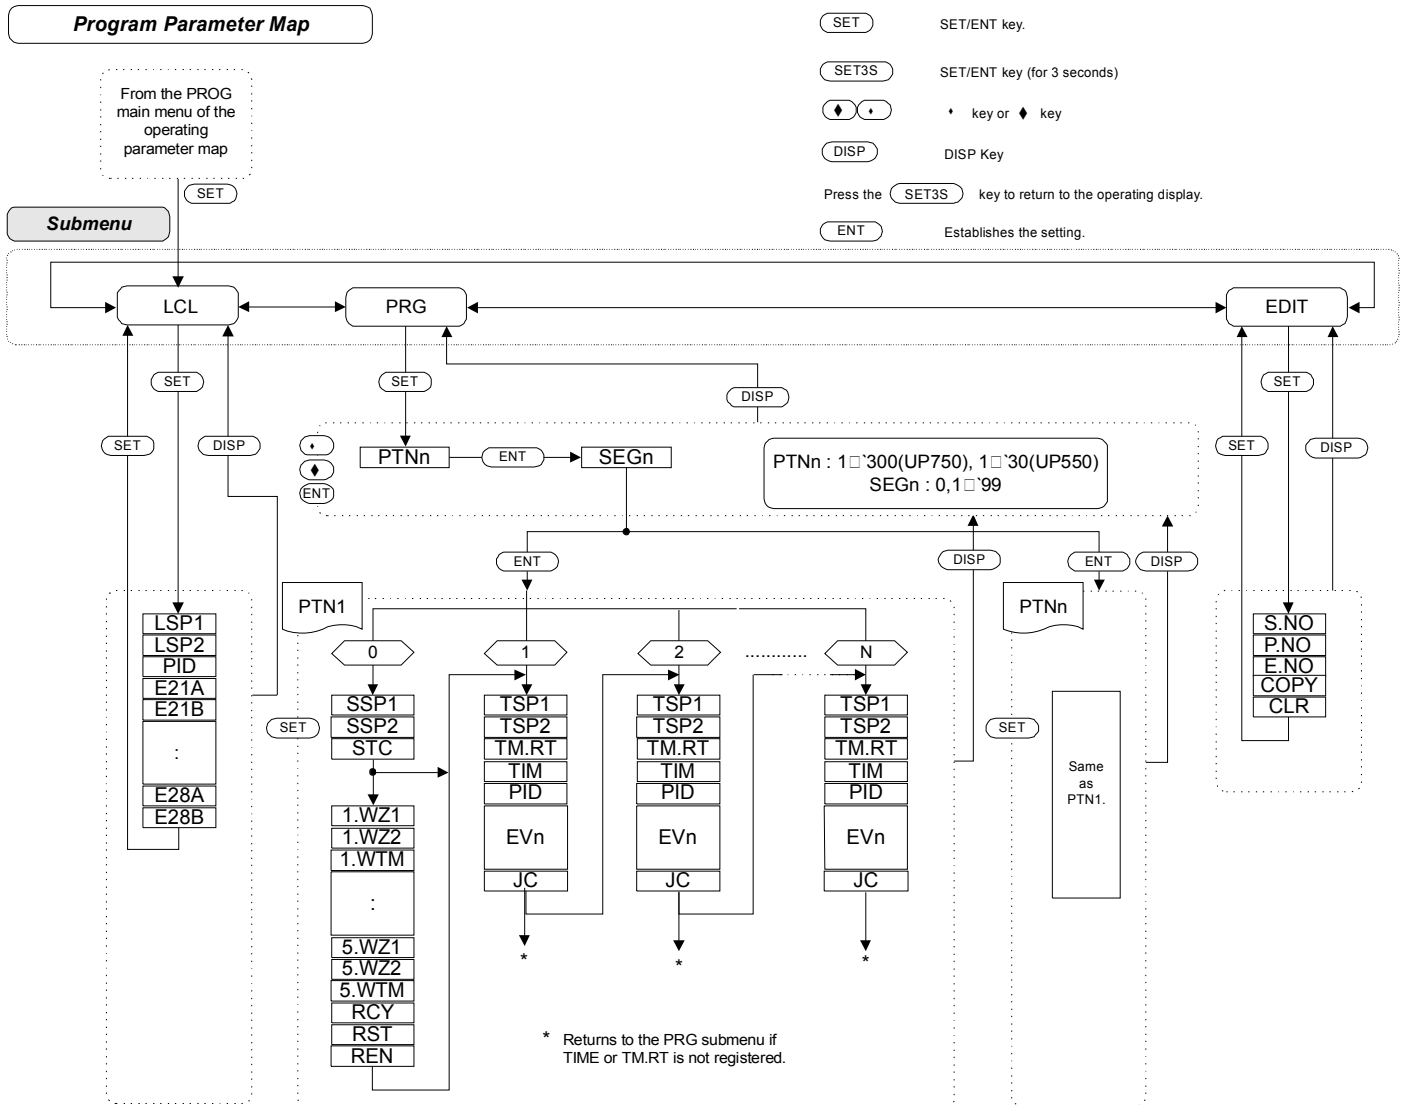 Program Parameter Map
SET
SET/ENT key.
SET3S
SET/ENT key (for 3 seconds)
key or ♦ key
DISP
DISP Key
Press the SET3S key to return to the operating display.
ENT
Establishes the setting.
From the PROG
main menu of the
operating
parameter map
SET
Submenu
LCL
PRG
EDIT
SET
SET
SET
DISP
SET
DISP
SET
DISP
PTNn
ENT
SEGn
ENT
PTNn : 1□`300(UP750), 1□`30(UP550)
SEGn : 0,1□`99
ENT
DISP
ENT
DISP
LSP1
LSP2
PID
E21A
E21B
:
E28A
E28B
PTN1
0
1
2
............
N
SET
SSP1
SSP2
STC
1.WZ1
1.WZ2
1.WTM
:
5.WZ1
5.WZ2
5.WTM
RCY
RST
REN
TSP1
TSP2
TM.RT
TIM
PID
EVn
JC
*
TSP1
TSP2
TM.RT
TIM
PID
EVn
JC
*
TSP1
TSP2
TM.RT
TIM
PID
EVn
JC
*
PTNn
SET
Same
as
PTN1.
S.NO
P.NO
E.NO
COPY
CLR
* Returns to the PRG submenu if
TIME or TM.RT is not registered.